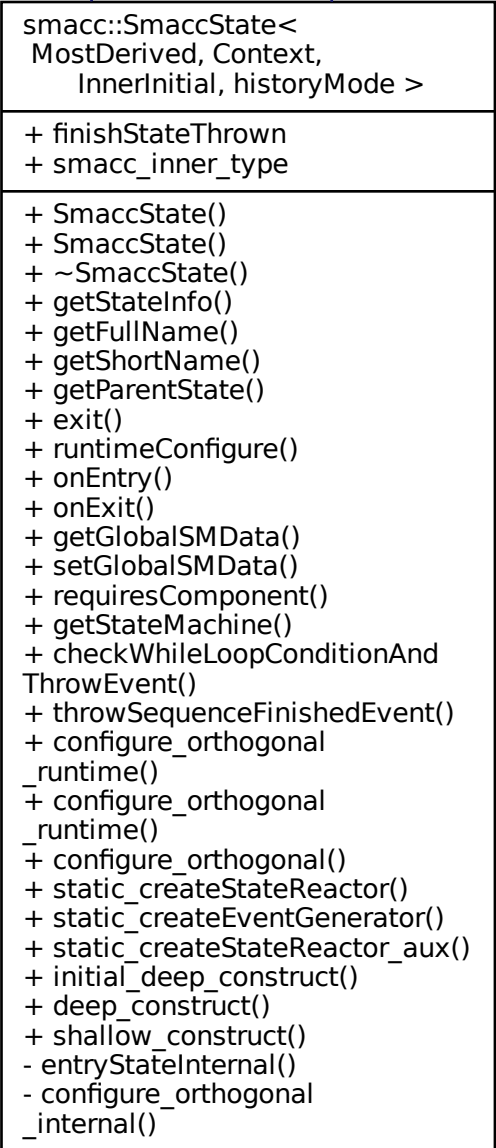 smacc::SmaccState<
MostDerived, Context,
InnerInitial, historyMode >
+ finishStateThrown
+ smacc_inner_type
+ SmaccState()
+ SmaccState()
+ ~SmaccState()
+ getStateInfo()
+ getFullName()
+ getShortName()
+ getParentState()
+ exit()
+ runtimeConfigure()
+ onEntry()
+ onExit()
+ getGlobalSMData()
+ setGlobalSMData()
+ requiresComponent()
+ getStateMachine()
+ checkWhileLoopConditionAnd
ThrowEvent()
+ throwSequenceFinishedEvent()
+ configure_orthogonal
_runtime()
+ configure_orthogonal
_runtime()
+ configure_orthogonal()
+ static_createStateReactor()
+ static_createEventGenerator()
+ static_createStateReactor_aux()
+ initial_deep_construct()
+ deep_construct()
+ shallow_construct()
- entryStateInternal()
- configure_orthogonal
_internal()